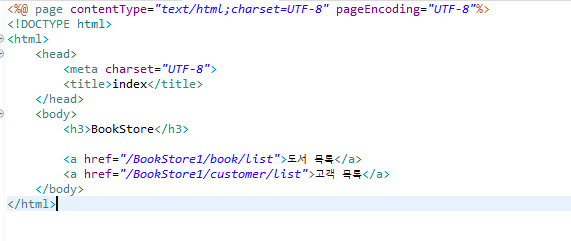 <%@ page contentType="text/html;charset=UTF-8" pageEncoding="UTF-8"%>
<!DOCTYPE html>
<html>
    <head>
        <meta charset="UTF-8">
        <title>index</title>
    </head>
    <body>
        <h3>BookStore</h3>

        <a href="/BookStore1/book/list">도서 목록</a>
        <a href="/BookStore1/customer/list">고객 목록</a>
    </body>
</html>